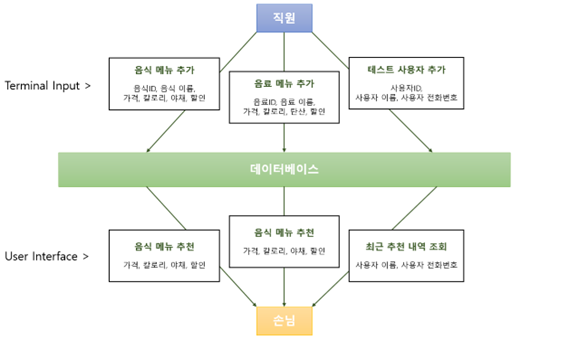 직원
Terminal Input >
음식 메뉴 추가
음식ID, 음식 이름,
가격, 칼로리, 야채, 할인
음료 메뉴 추가
음료ID, 음료 이름,
가격, 칼로리, 탄산, 할인
테스트 사용자 추가
사용자ID,
사용자 이름, 사용자 전화번호
데이터베이스
User Interface >
음식 메뉴 추천
가격, 칼로리, 야채, 할인
음식 메뉴 추천
가격, 칼로리, 야채, 할인
최근 추천 내역 조회
사용자 이름, 사용자 전화번호
손님